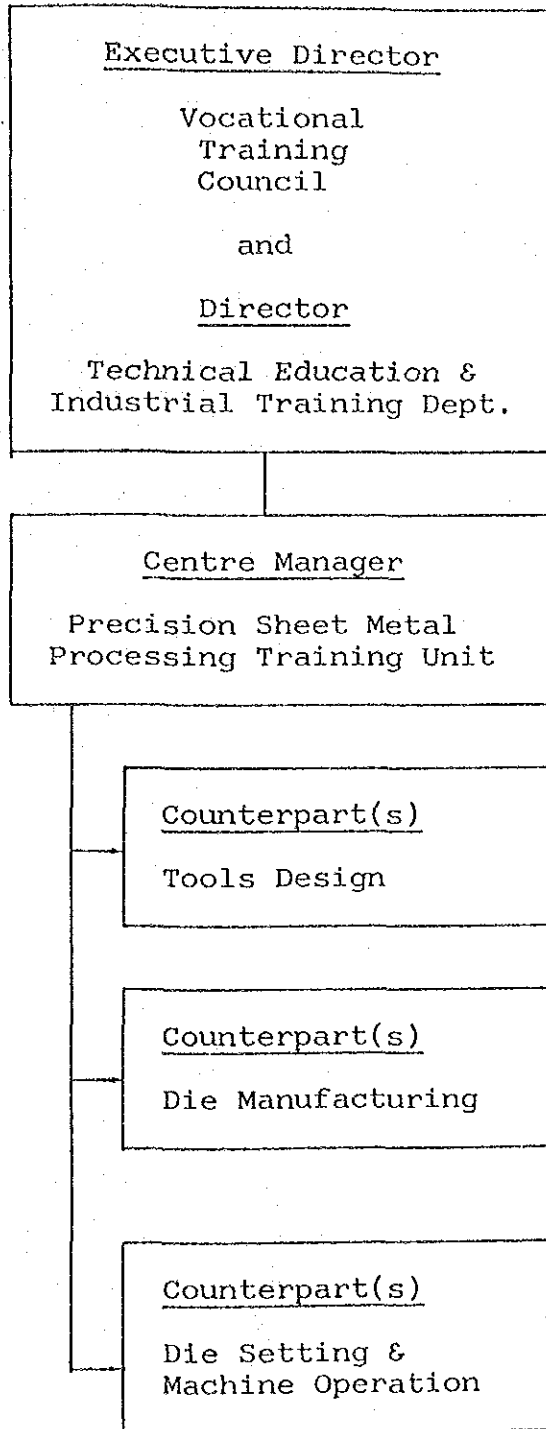 Executive Director
Vocational
Training
Council
and
Director
Technical Education &
Industrial Training Dept.
Centre Manager
Precision Sheet Metal
Processing Training Unit
Counterpart(s)
Tools Design
Counterpart(s)
Die Manufacturing
Counterpart(s)
Die Setting &
Machine Operation